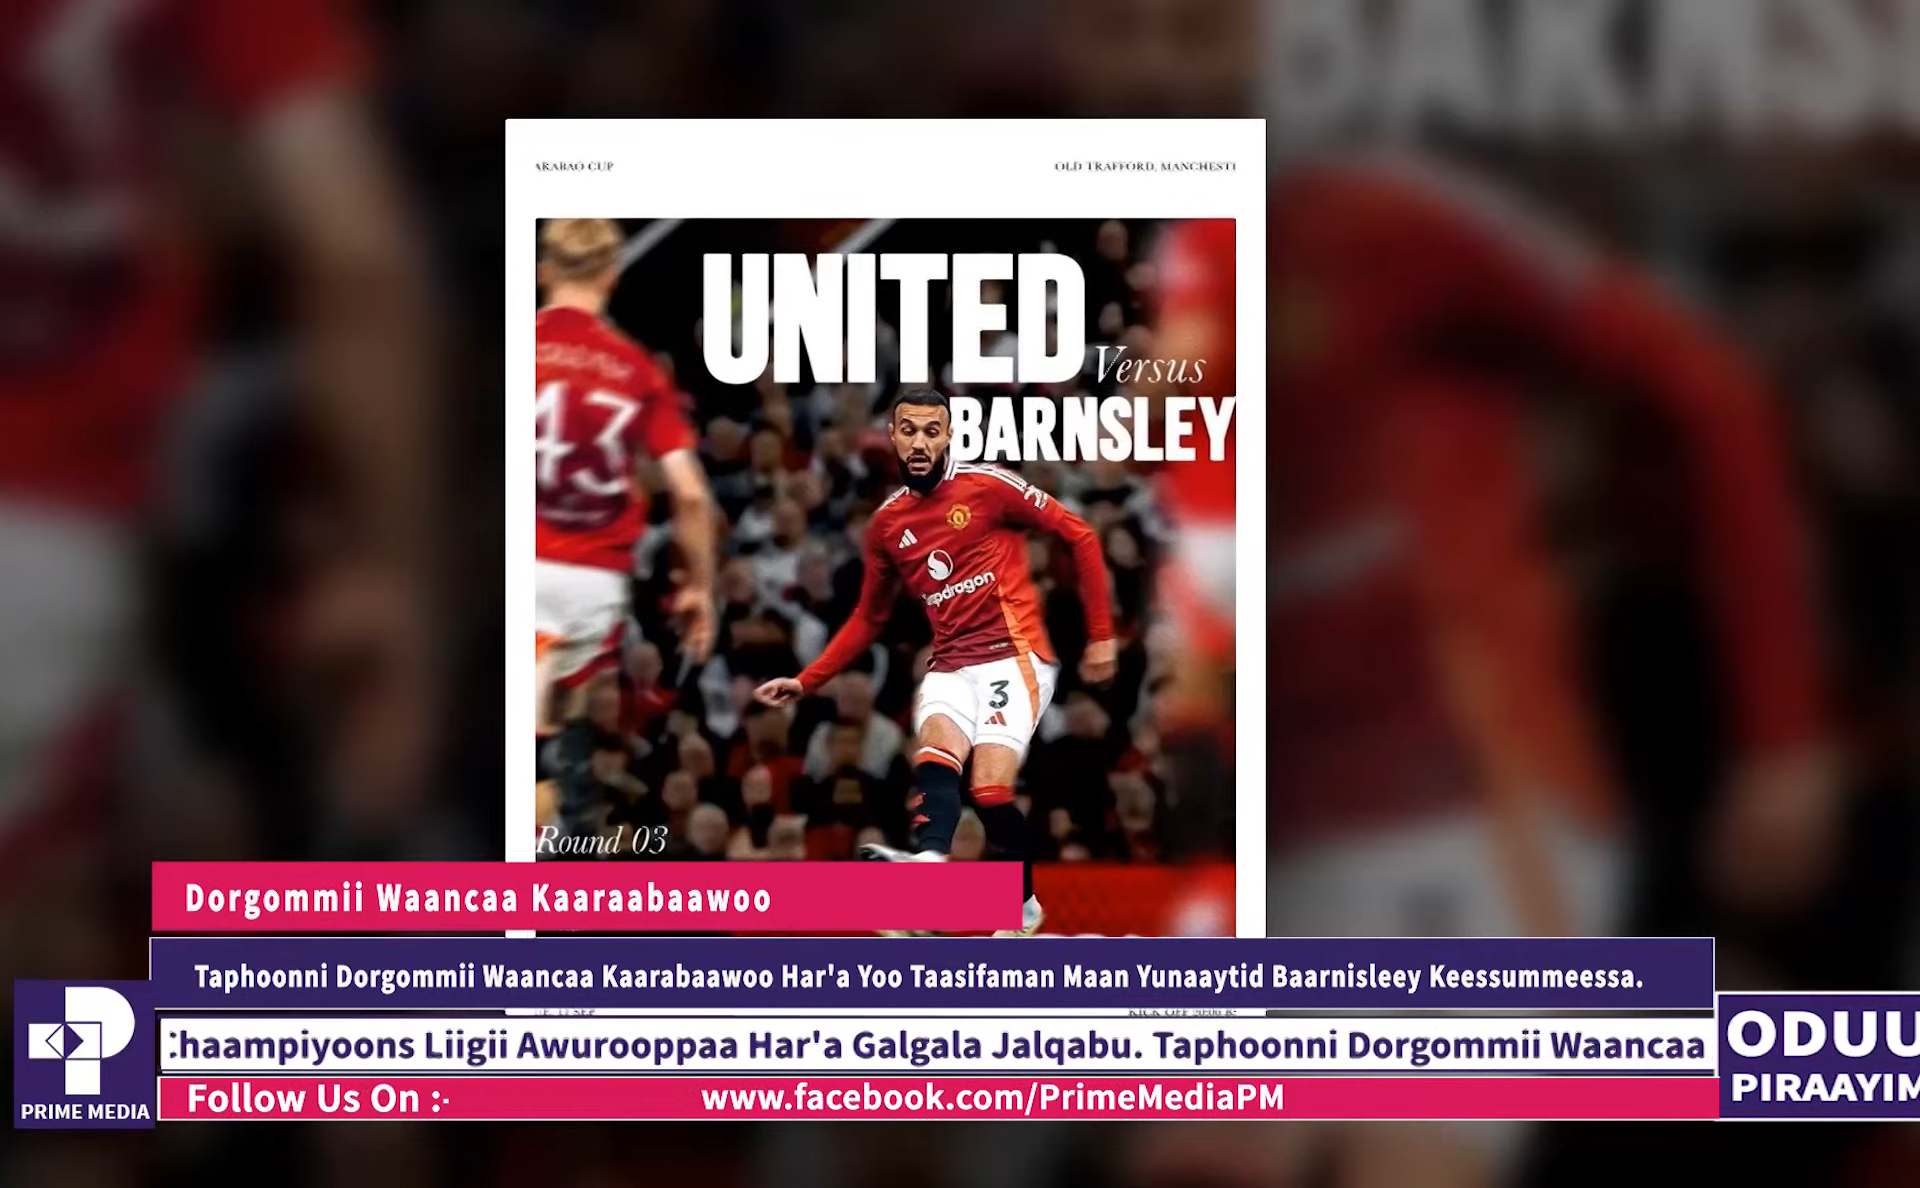 ARABAO CUP
OLD TRAFFORD, MANCHEST
UNITED
Versus
BARNSLEY
43
snapdragon
3
Round 03
Dorgommii Waancaa Kaaraabaawoo
Taphoonni Dorgommii Waancaa Kaarabaawoo Har'a Yoo Taasifaman Maan Yunaaytid Baarnisleey Keessummeessa.
haampiyoons Liigii Awurooppaa Har'a Galgala Jalqabu. Taphoonni Dorgommii Waancaa
ODUU
PIRAAYIM
PRIME MEDIA
Follow Us On :-
www.facebook.com/PrimeMediaPM